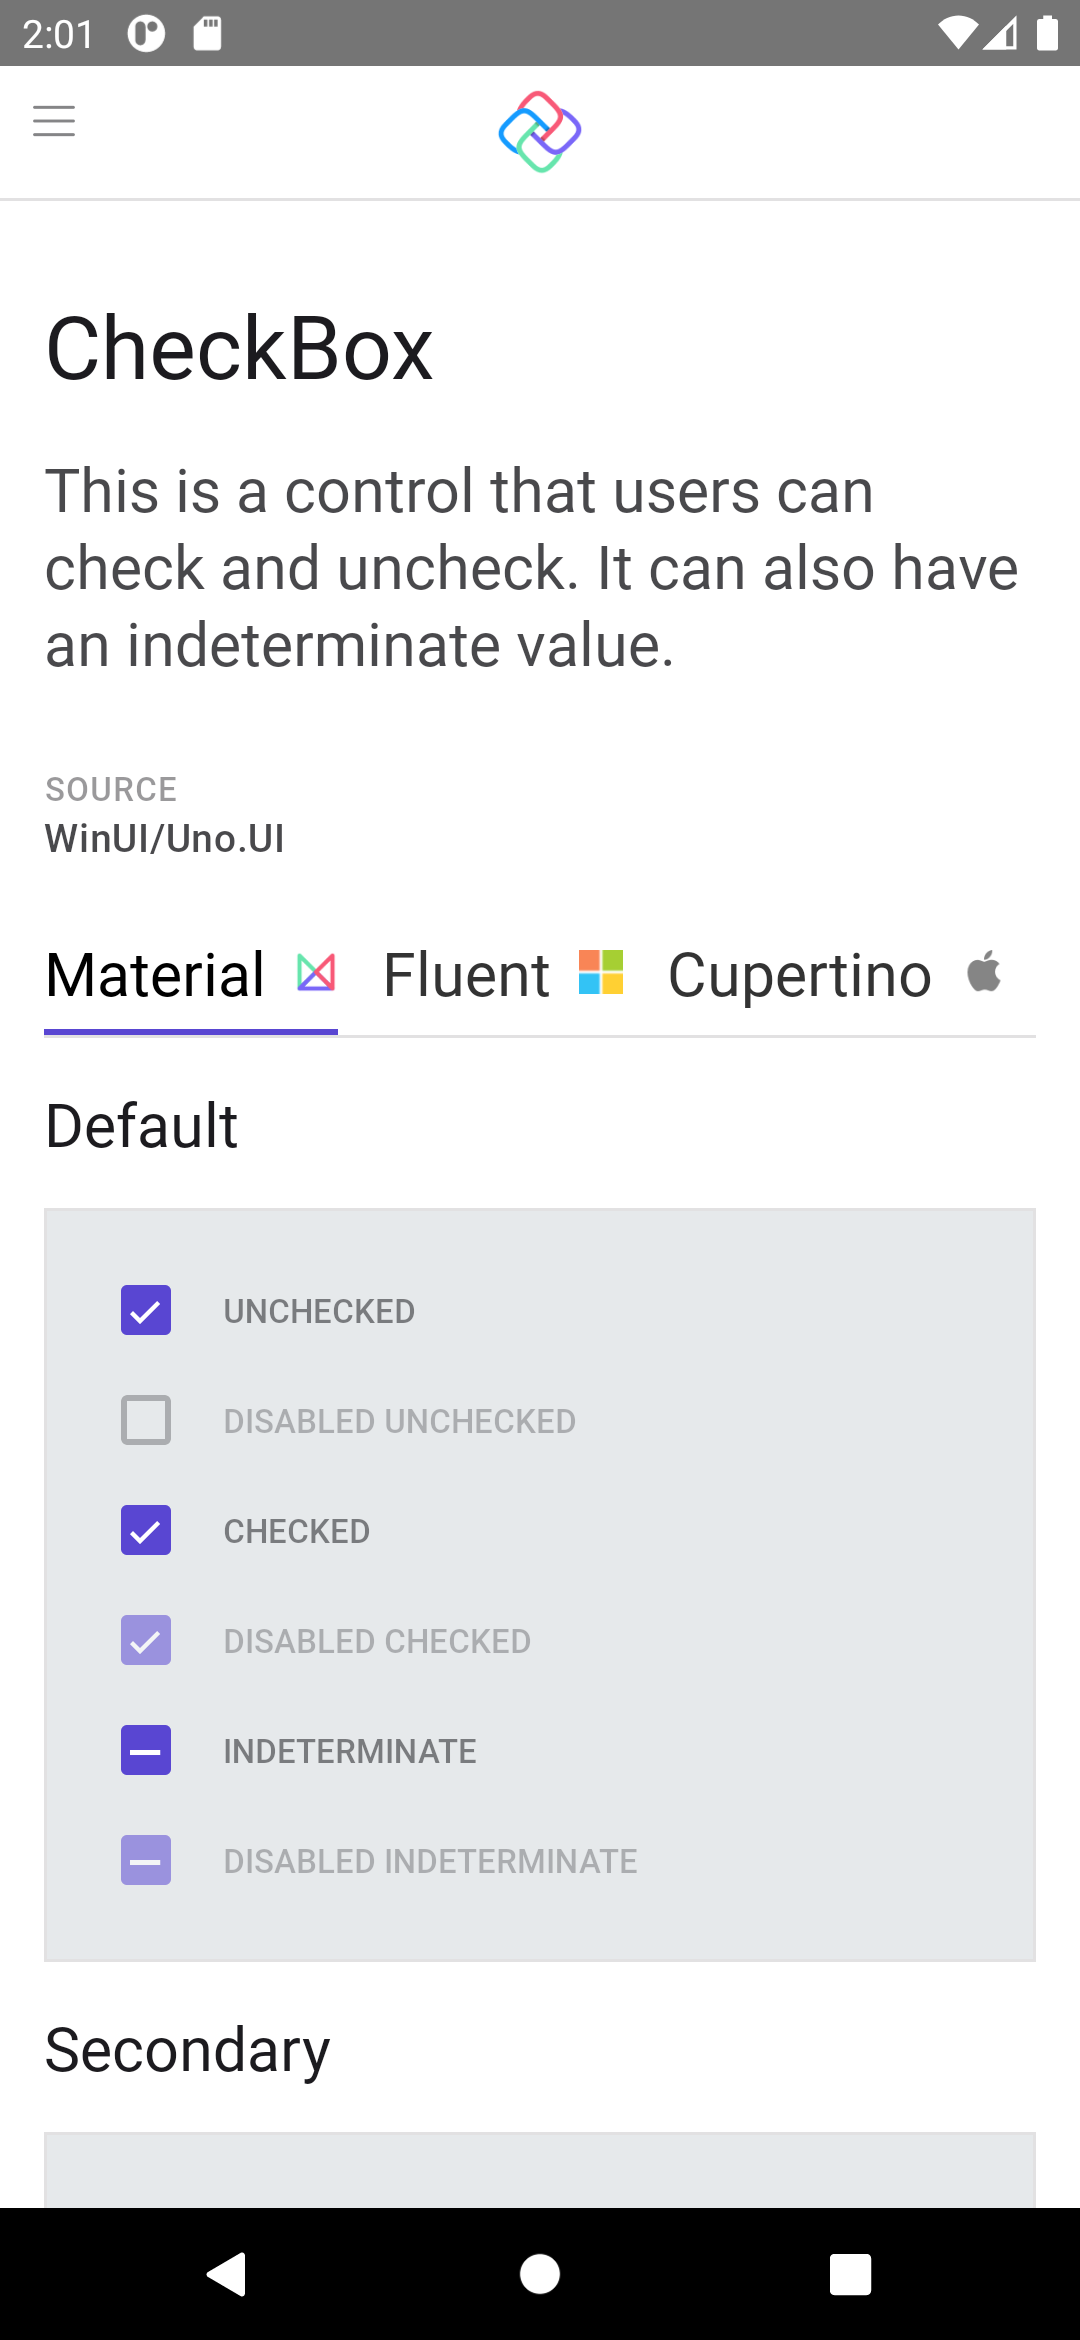 2:01
CheckBox
This is a control that users can
check and uncheck. It can also have
an indeterminate value.
SOURCE
WinUI/Uno.UI
Material Fluent Cupertino
Default
UNCHECKED
DISABLED UNCHECKED
CHECKED
DISABLED CHECKED
INDETERMINATE
DISABLED INDETERMINATE
Secondary